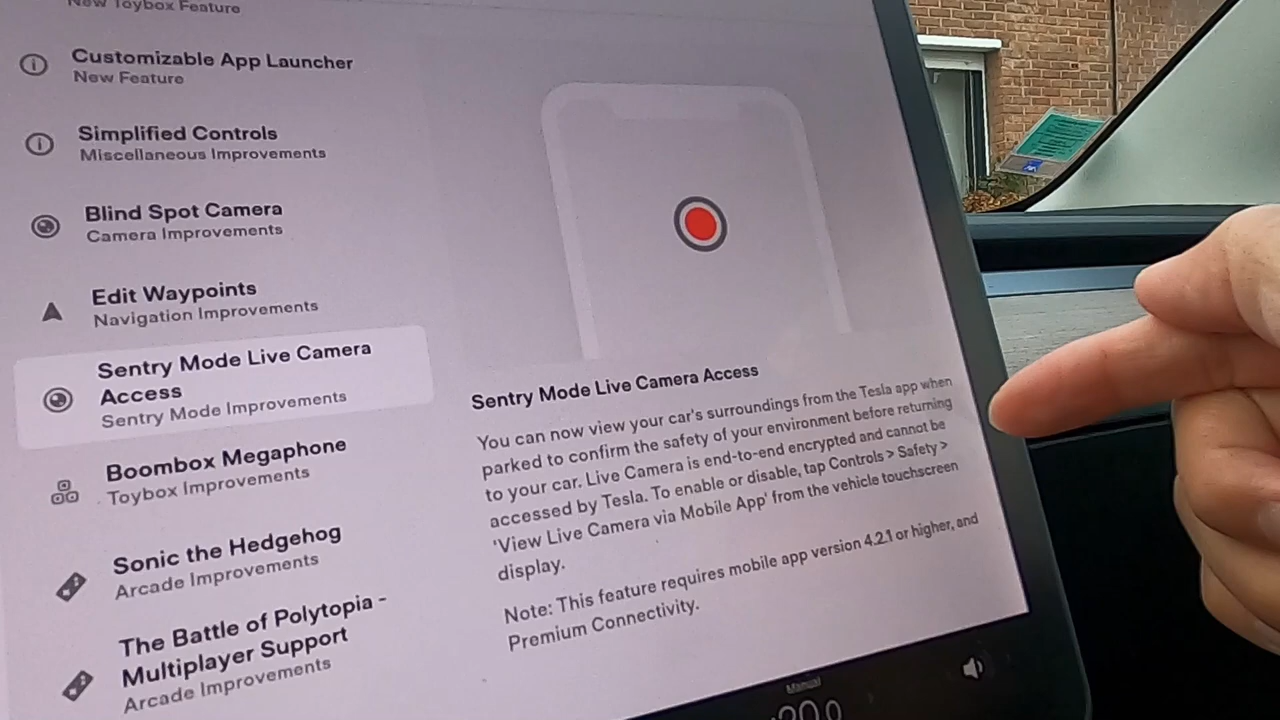 New Toybox Feature
Customizable App Launcher
New Feature
Simplified Controls
Miscellaneous Improvements
Blind Spot Camera
Camera Improvements
Edit Waypoints
Navigation Improvements
Sentry Mode Live Camera
Access
Sentry Mode Improvements
Boombox Megaphone
Toybox Improvements
Sonic the Hedgehog
Arcade Improvements
The Battle of Polytopia -
Multiplayer Support
Arcade Improvements
Sentry Mode Live Camera Access
You can now view your car's surroundings from the Tesla app when
parked to confirm the safety of your environment before returning
to your car. Live Camera is end-to-end encrypted and cannot be
accessed by Tesla. To enable or disable, tap Controls > Safety >
'View Live Camera via Mobile App' from the vehicle touchscreen
display.
Note: This feature requires mobile app version 4.2.1 or higher, and
Premium Connectivity.
Manual
20.0